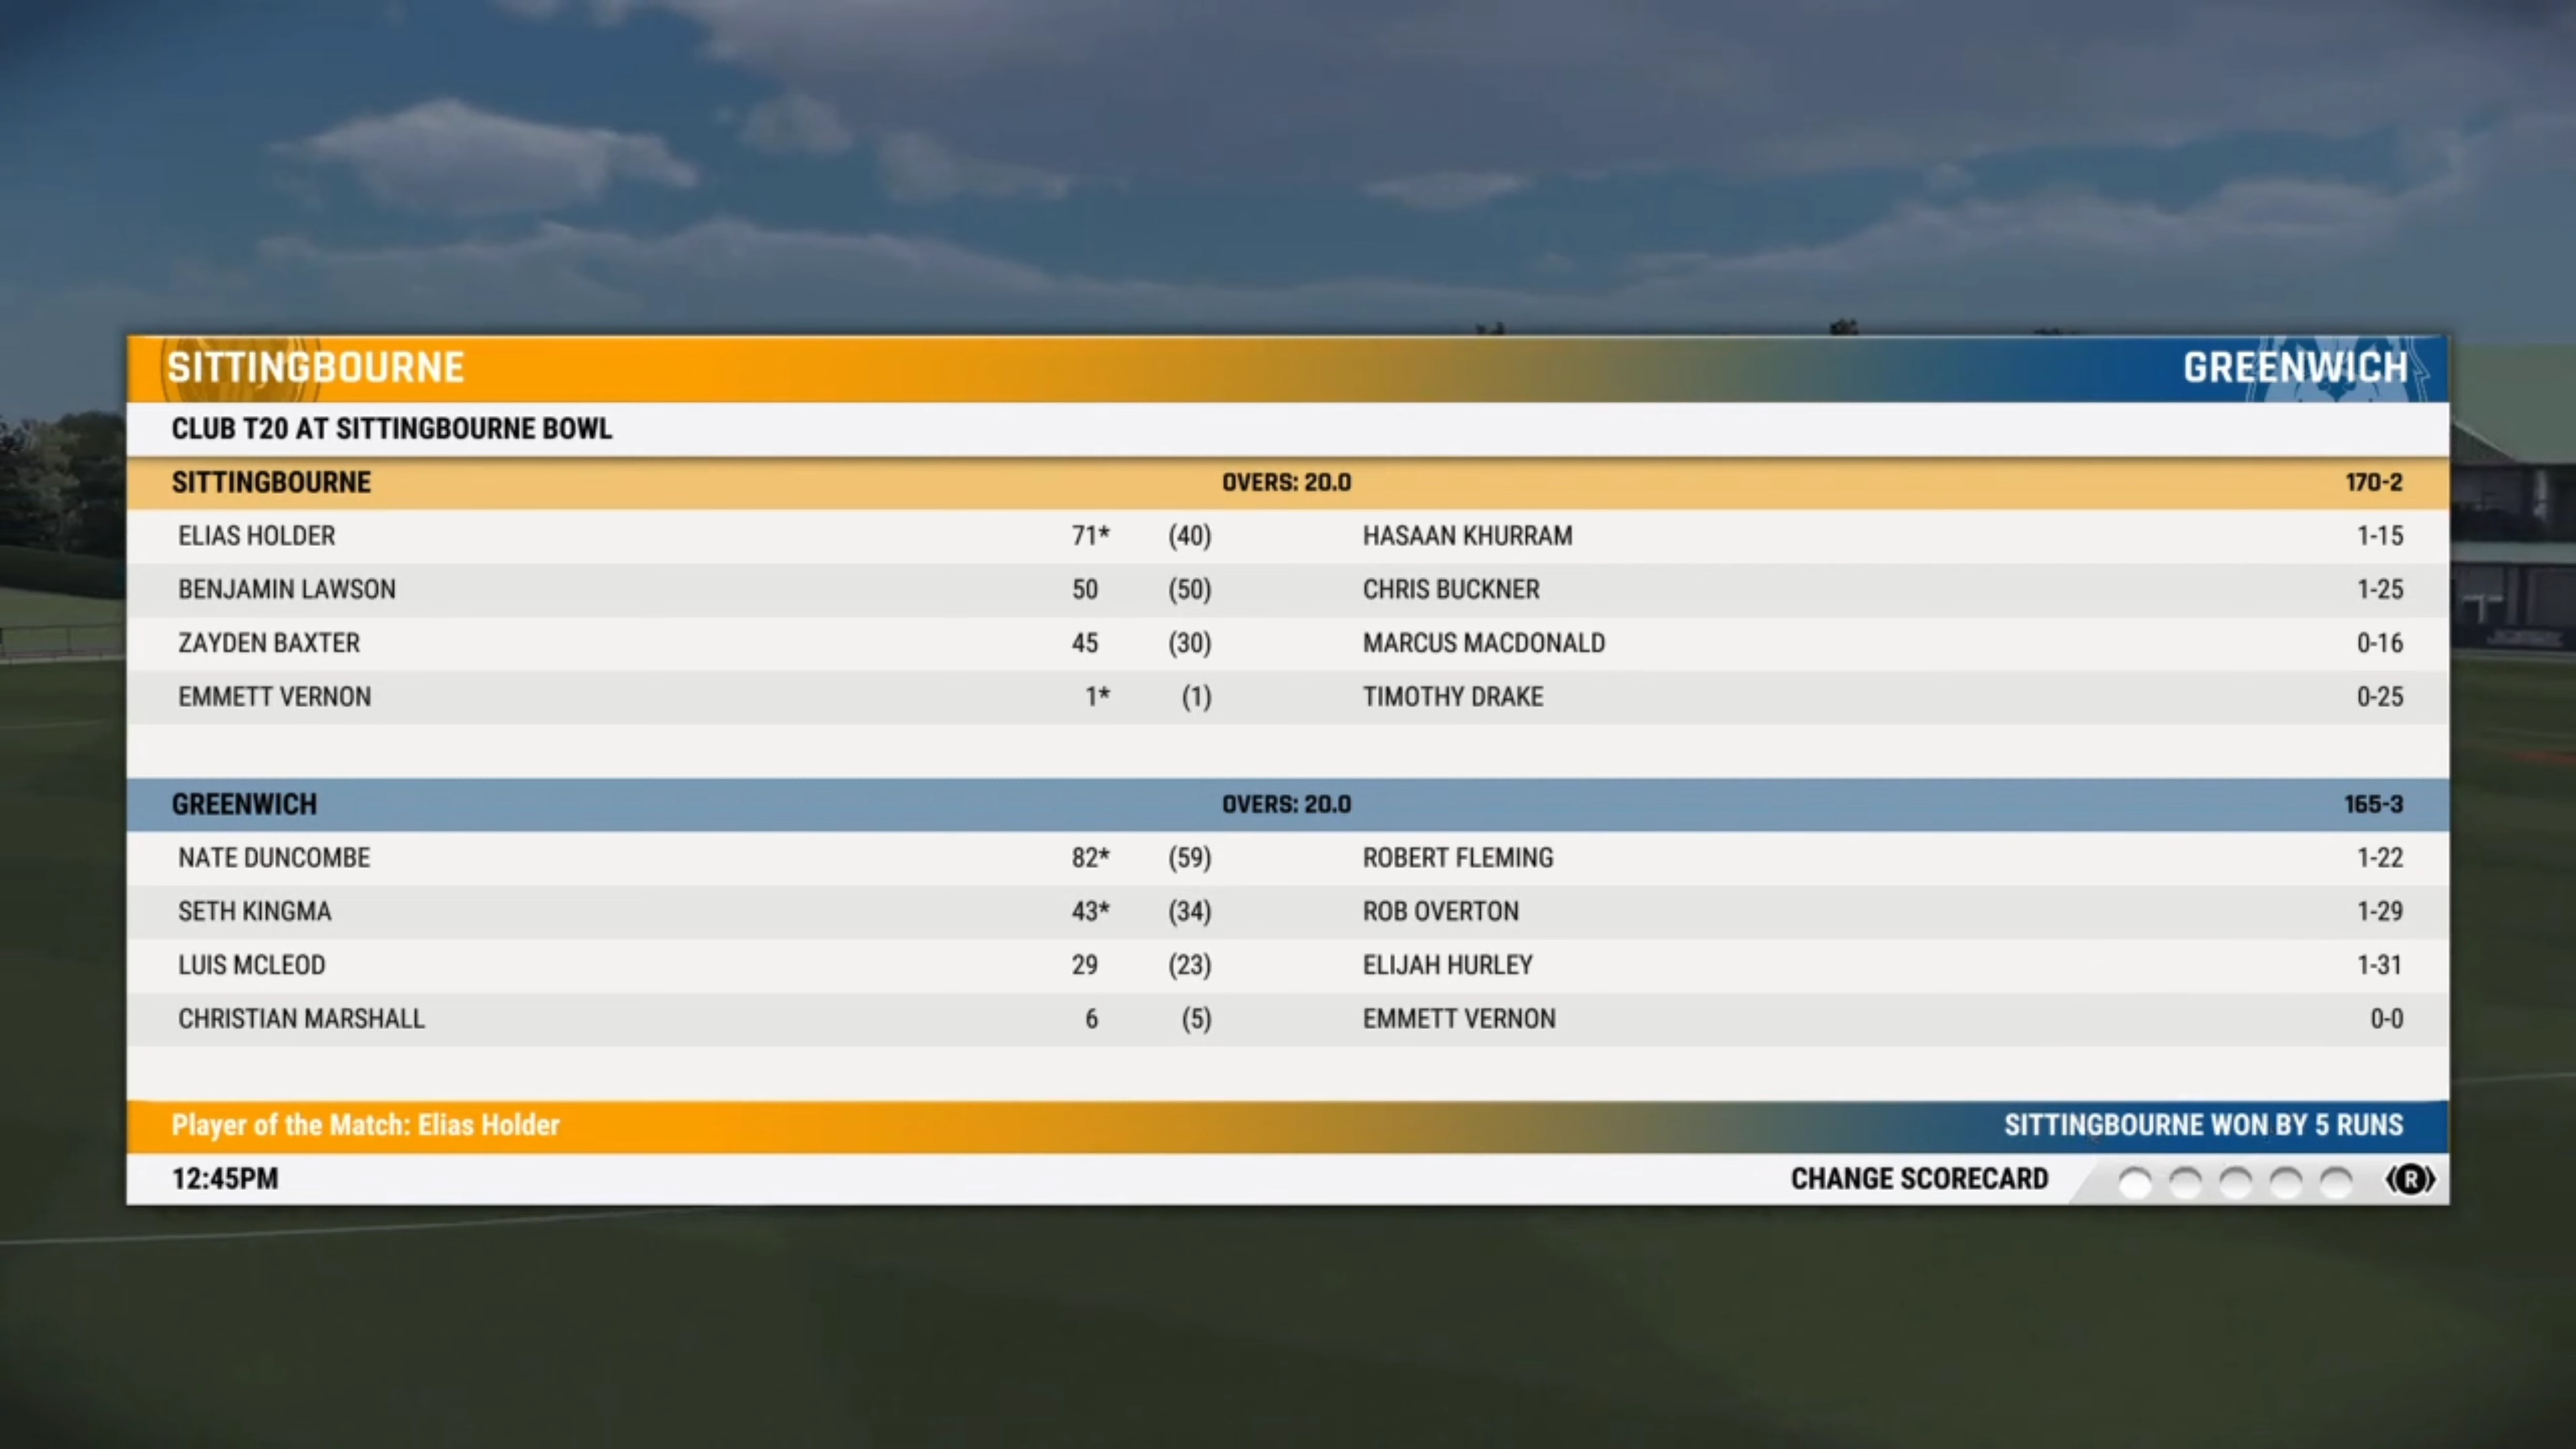 SITTINGBOURNE GREENWICH
CLUB T20 AT SITTINGBOURNE BOWL
SITTINGBOURNE OVERS: 20.0 170-2
ELIAS HOLDER 71* (40) HASAAN KHURRAM 1-15
BENJAMIN LAWSON 50 (50) CHRIS BUCKNER 1-25
ZAYDEN BAXTER 45 (30) MARCUS MACDONALD 0-16
EMMETT VERNON 1* (1) TIMOTHY DRAKE 0-25
GREENWICH OVERS: 20.0 165-3
NATE DUNCOMBE 82* (59) ROBERT FLEMING 1-22
SETH KINGMA 43* (34) ROB OVERTON 1-29
LUIS MCLEOD 29 (23) ELIJAH HURLEY 1-31
CHRISTIAN MARSHALL 6 (5) EMMETT VERNON 0-0
Player of the Match: Elias Holder SITTINGBOURNE WON BY 5 RUNS
12:45PM CHANGE SCORECARD R